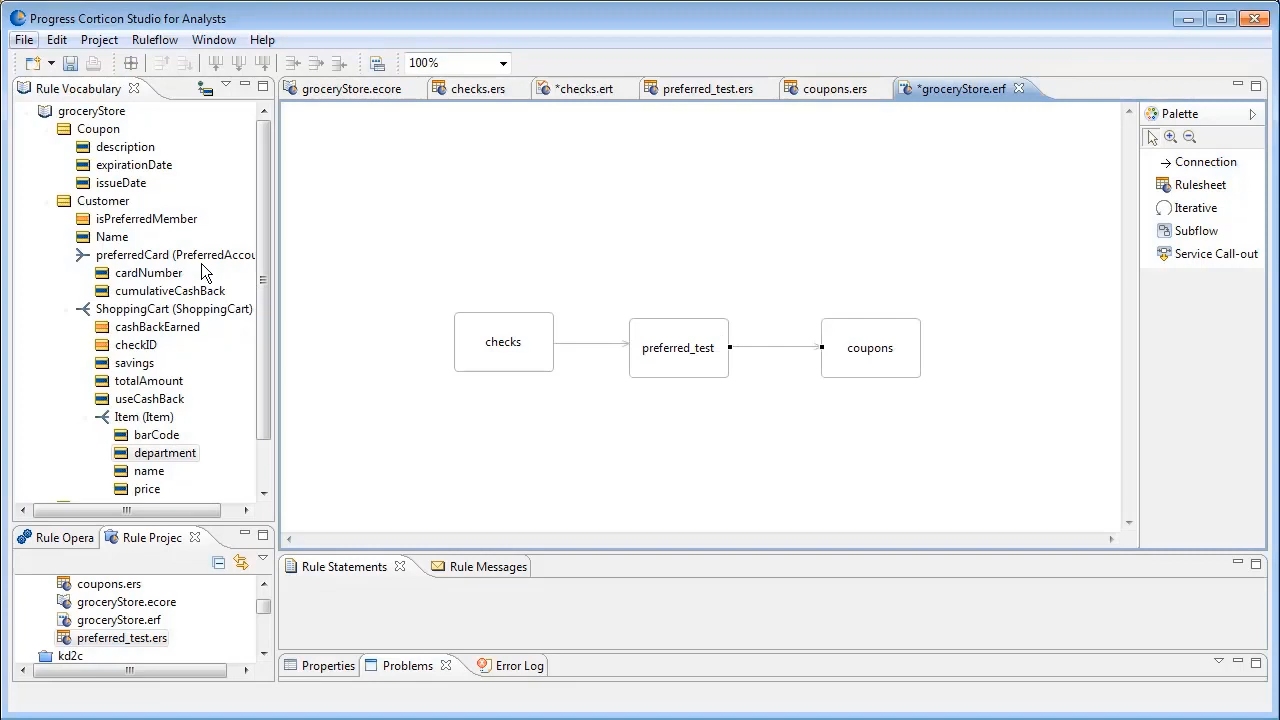 Progress Corticon Studio for Analysts
File Edit Project Ruleflow Window Help
100%
Rule Vocabulary
groceryStore.ecore checks.ers *checks.ert preferred_test.ers coupons.ers *groceryStore.erf
groceryStore
Coupon
description
expirationDate
issueDate
Customer
isPreferredMember
Name
preferredCard (PreferredAccou
cardNumber
cumulativeCashBack
ShoppingCart (ShoppingCart)
cashBackEarned
checkID
savings
totalAmount
useCashBack
Item (Item)
barCode
department
name
price
checks
preferred_test
coupons
Palette
Connection
Rulesheet
Iterative
Subflow
Service Call-out
Rule Opera Rule Projec
coupons.ers
groceryStore.ecore
groceryStore.erf
preferred_test.ers
kd2c
Rule Statements Rule Messages
Properties Problems Error Log